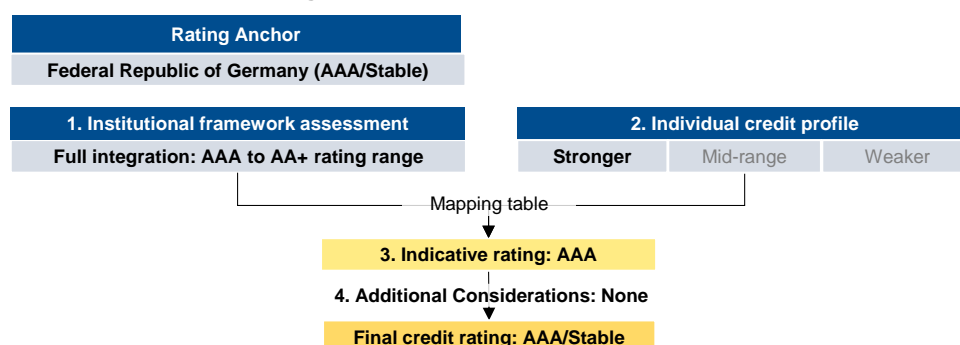 Rating Anchor
Federal Republic of Germany (AAA/Stable)
1. Institutional framework assessment
Full integration: AAA to AA+ rating range
2. Individual credit profile
Stronger Mid-range Weaker
Mapping table
3. Indicative rating: AAA
4. Additional Considerations: None
Final credit rating: AAA/Stable